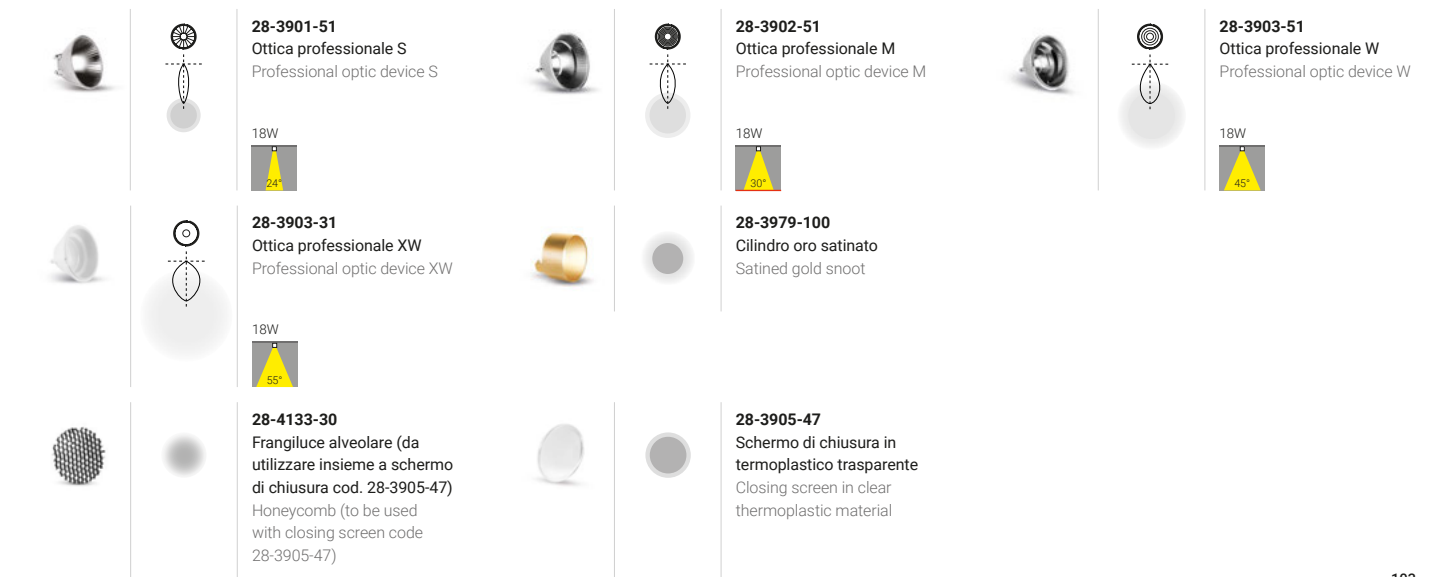 28-3901-51
Ottica professionale S
Professional optic device S
18W
24°
28-3902-51
Ottica professionale M
Professional optic device M
18W
30°
28-3903-51
Ottica professionale W
Professional optic device W
18W
45°
28-3903-31
Ottica professionale XW
Professional optic device XW
18W
55°
28-3979-100
Cilindro oro satinato
Satined gold snoot
28-4133-30
Frangiluce alveolare (da
utilizzare insieme a schermo
di chiusura cod. 28-3905-47)
Honeycomb (to be used
with closing screen code
28-3905-47)
28-3905-47
Schermo di chiusura in
termoplastico trasparente
Closing screen in clear
thermoplastic material